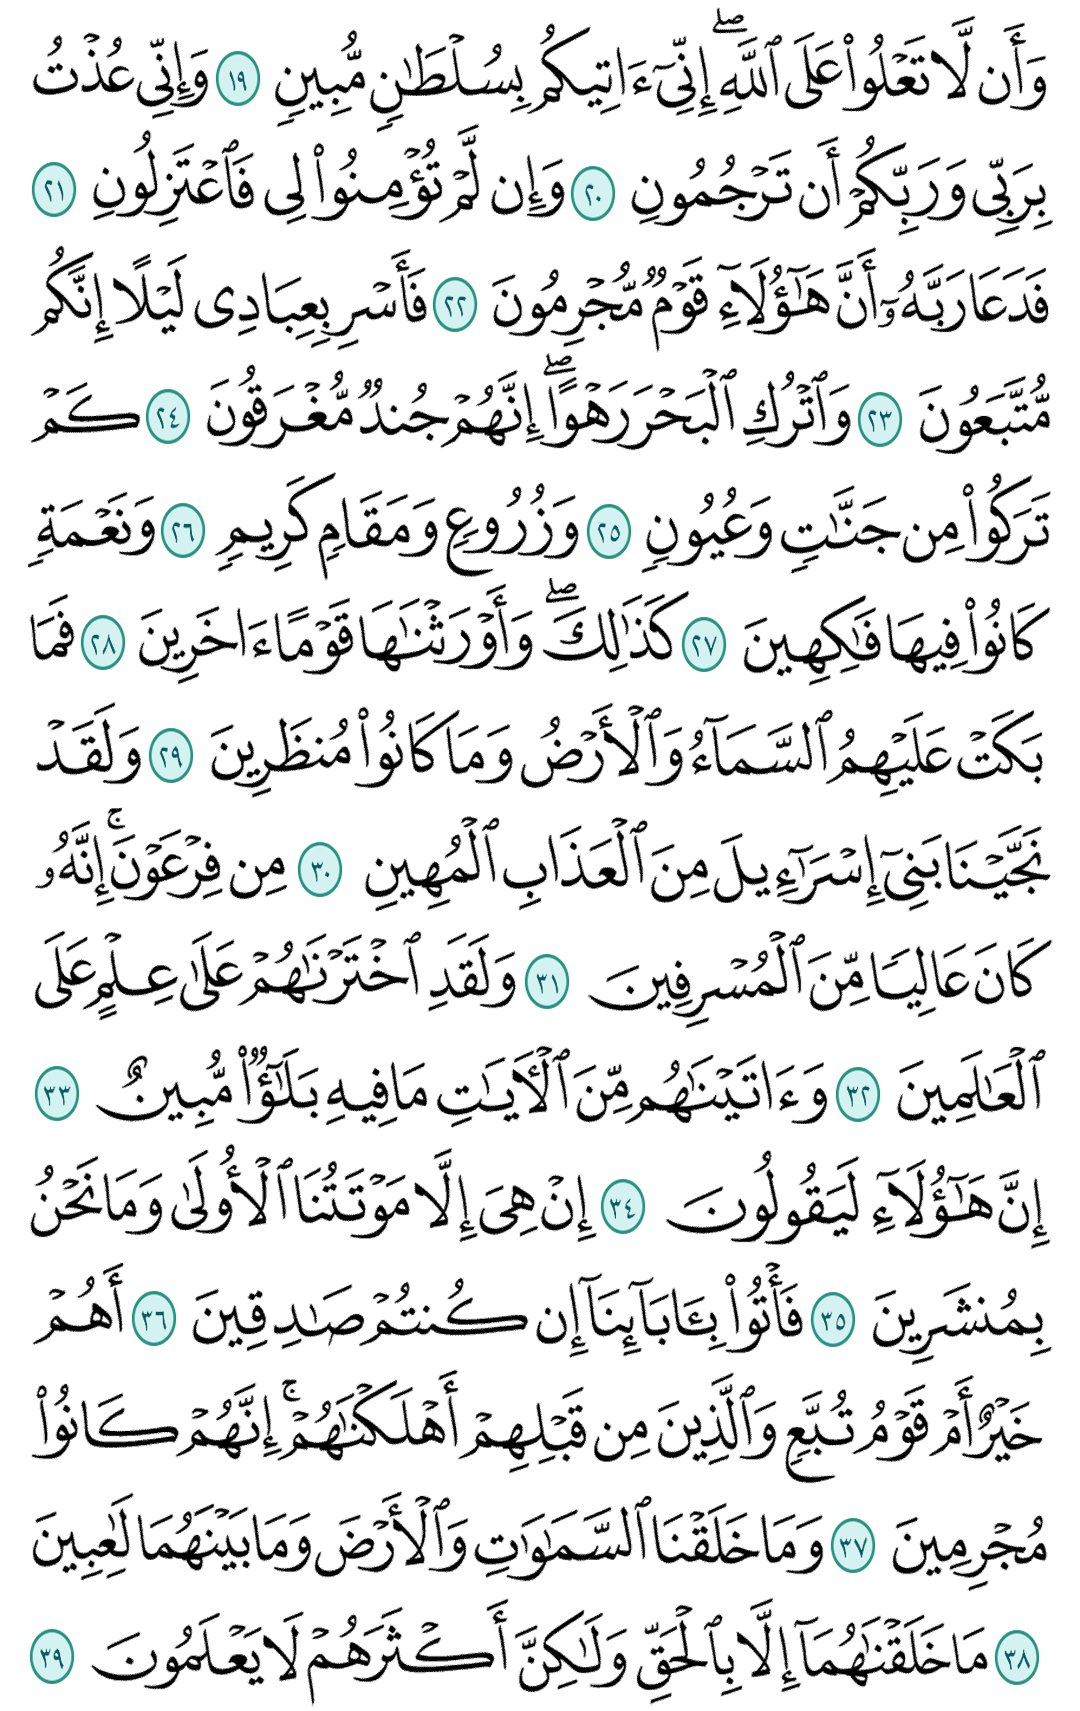 وَأَن لَّا تَعْلُوا۟ عَلَى ٱللَّهِ ۖ إِنِّىٓ ءَاتِيكُم بِسُلْطَـٰنٍ مُّبِينٍ ١٩ وَإِنِّى عُذْتُ
بِرَبِّى وَرَبِّكُمْ أَن تَرْجُمُونِ ٢٠ وَإِن لَّمْ تُؤْمِنُوا۟ لِى فَٱعْتَزِلُونِ ٢١
فَدَعَا رَبَّهُۥٓ أَنَّ هَـٰٓؤُلَآءِ قَوْمٌ مُّجْرِمُونَ ٢٢ فَأَسْرِ بِعِبَادِى لَيْلًا إِنَّكُم
مُّتَّبَعُونَ ٢٣ وَٱتْرُكِ ٱلْبَحْرَ رَهْوًا ۖ إِنَّهُمْ جُندٌ مُّغْرَقُونَ ٢٤ كَمْ
تَرَكُوا۟ مِن جَنَّـٰتٍ وَعُيُونٍ ٢٥ وَزُرُوعٍ وَمَقَامٍ كَرِيمٍ ٢٦ وَنَعْمَةٍ
كَانُوا۟ فِيهَا فَـٰكِهِينَ ٢٧ كَذَٰلِكَ ۖ وَأَوْرَثْنَـٰهَا قَوْمًا ءَاخَرِينَ ٢٨ فَمَا
بَكَتْ عَلَيْهِمُ ٱلسَّمَآءُ وَٱلْأَرْضُ وَمَا كَانُوا۟ مُنظَرِينَ ٢٩ وَلَقَدْ
نَجَّيْنَا بَنِىٓ إِسْرَٰٓءِيلَ مِنَ ٱلْعَذَابِ ٱلْمُهِينِ ٣٠ مِن فِرْعَوْنَ ۚ إِنَّهُۥ
كَانَ عَالِيًا مِّنَ ٱلْمُسْرِفِينَ ٣١ وَلَقَدِ ٱخْتَرْنَـٰهُمْ عَلَىٰ عِلْمٍ عَلَى
ٱلْعَـٰلَمِينَ ٣٢ وَءَاتَيْنَـٰهُم مِّنَ ٱلْـَٔايَـٰتِ مَا فِيهِ بَلَـٰٓؤٌا۟ مُّبِينٌ ٣٣
إِنَّ هَـٰٓؤُلَآءِ لَيَقُولُونَ ٣٤ إِنْ هِىَ إِلَّا مَوْتَتُنَا ٱلْأُولَىٰ وَمَا نَحْنُ
بِمُنشَرِينَ ٣٥ فَأْتُوا۟ بِـَٔابَآئِنَآ إِن كُنتُمْ صَـٰدِقِينَ ٣٦ أَهُمْ
خَيْرٌ أَمْ قَوْمُ تُبَّعٍ وَٱلَّذِينَ مِن قَبْلِهِمْ أَهْلَكْنَـٰهُمْ ۚ إِنَّهُمْ كَانُوا۟
مُجْرِمِينَ ٣٧ وَمَا خَلَقْنَا ٱلسَّمَـٰوَٰتِ وَٱلْأَرْضَ وَمَا بَيْنَهُمَا لَـٰعِبِينَ
٣٨ مَا خَلَقْنَـٰهُمَآ إِلَّا بِٱلْحَقِّ وَلَـٰكِنَّ أَكْثَرَهُمْ لَا يَعْلَمُونَ ٣٩